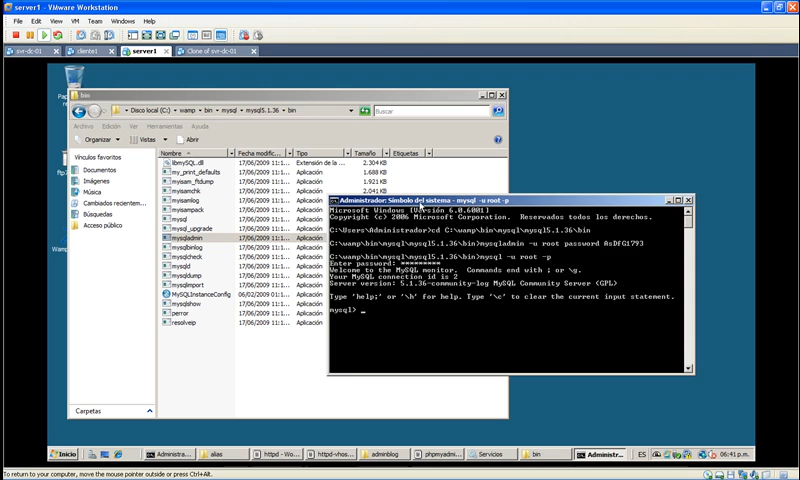 server1 - VMware Workstation
File Edit View VM Team Windows Help
svr-dc-01 cliente1 server1 Clone of svr-dc-01
bin
Disco local (C:) wamp bin mysql mysql5.1.36 bin
Buscar
Archivo Edición Ver Herramientas Ayuda
Organizar Vistas Abrir
Vínculos favoritos
Documentos
Imágenes
Música
Cambiados recientem...
Búsquedas
Acceso público
Carpetas
Nombre Fecha modific... Tipo Tamaño Etiquetas
libmySQL.dll 17/06/2009 11:1... Extensión de la ... 2.304 KB
my_print_defaults 17/06/2009 11:1... Aplicación 1.688 KB
myisam_ftdump 17/06/2009 11:1... Aplicación 1.921 KB
myisamchk 17/06/2009 11:1... Aplicación 2.041 KB
myisamlog 17/06/2009 11:1... Aplicación
myisampack 17/06/2009 11:1... Aplicación
mysql 17/06/2009 11:1... Aplicación
mysql_upgrade 17/06/2009 11:1... Aplicación
mysqladmin 17/06/2009 11:1... Aplicación
mysqlbinlog 17/06/2009 11:1... Aplicación
mysqlcheck 17/06/2009 11:1... Aplicación
mysqld 17/06/2009 11:1... Aplicación
mysqldump 17/06/2009 11:1... Aplicación
mysqlimport 17/06/2009 11:1... Aplicación
MySQLInstanceConfig 06/02/2009 01:1... Aplicación
mysqlshow 17/06/2009 11:1... Aplicación
perror 17/06/2009 11:1... Aplicación
resolveip 17/06/2009 11:1... Aplicación
Administrador: Símbolo del sistema - mysql -u root -p
Microsoft Windows [Versión 6.0.6001]
Copyright (c) 2006 Microsoft Corporation. Reservados todos los derechos.
C:\Users\Administrador>cd C:\wamp\bin\mysql\mysql5.1.36\bin
C:\wamp\bin\mysql\mysql5.1.36\bin>mysqladmin -u root password AsDFG1793
C:\wamp\bin\mysql\mysql5.1.36\bin>mysql -u root -p
Enter password: *********
Welcome to the MySQL monitor. Commands end with ; or \g.
Your MySQL connection id is 2
Server version: 5.1.36-community-log MySQL Community Server (GPL)
Type 'help;' or '\h' for help. Type '\c' to clear the current input statement.
mysql> _
Inicio Administra... alias httpd - Wo... httpd-vhos... adminblog phpmyadmi... Servicios bin Administr... ES 06:41 p.m.
To return to your computer, move the mouse pointer outside or press Ctrl+Alt.